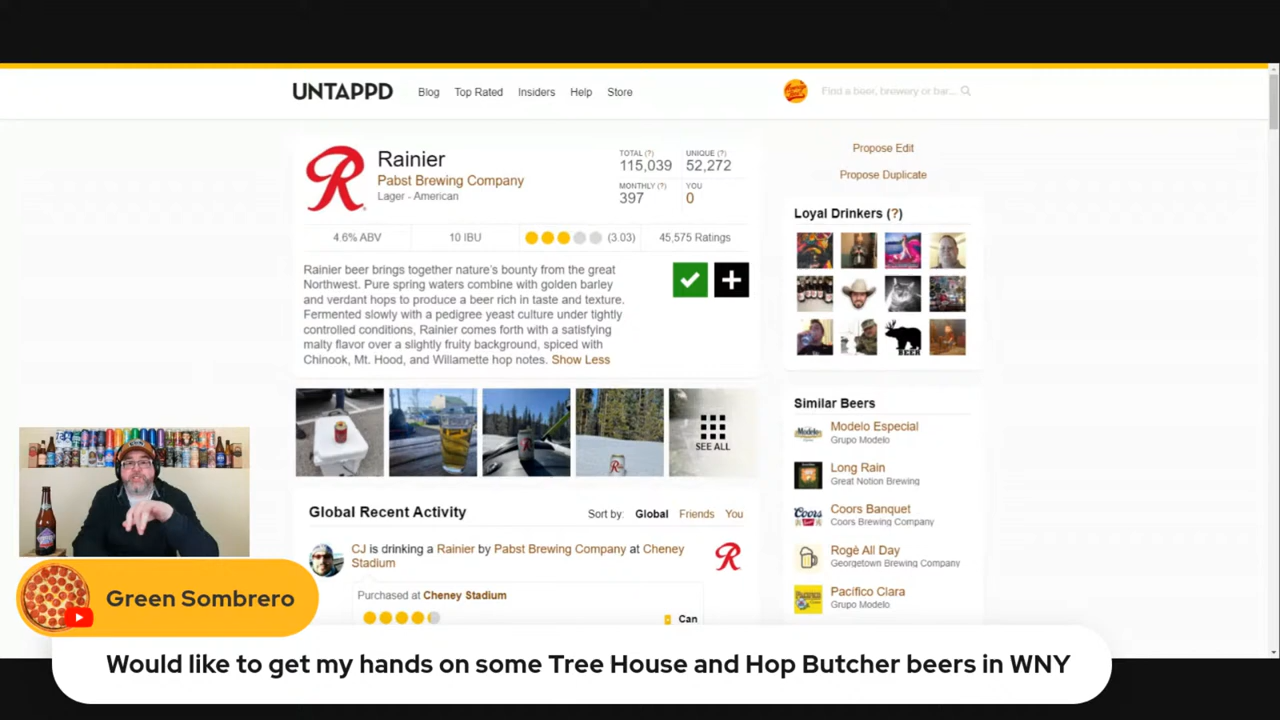 UNTAPPD Blog Top Rated Insiders Help Store Find a beer, brewery or bar...
R
Rainier
Pabst Brewing Company
Lager - American
TOTAL (?) UNIQUE (?)
115,039 52,272
MONTHLY (?) YOU
397 0
4.6% ABV 10 IBU (3.03) 45,575 Ratings
Rainier beer brings together nature's bounty from the great
Northwest. Pure spring waters combine with golden barley
and verdant hops to produce a beer rich in taste and texture.
Fermented slowly with a pedigree yeast culture under tightly
controlled conditions, Rainier comes forth with a satisfying
malty flavor over a slightly fruity background, spiced with
Chinook, Mt. Hood, and Willamette hop notes. Show Less
SEE ALL
Global Recent Activity Sort by: Global Friends You
CJ is drinking a Rainier by Pabst Brewing Company at Cheney
Stadium
R
Purchased at Cheney Stadium
Can
Propose Edit
Propose Duplicate
Loyal Drinkers (?)
BEER
Similar Beers
Modelo Especial
Grupo Modelo
Long Rain
Great Notion Brewing
Coors Banquet
Coors Brewing Company
Rogè All Day
Georgetown Brewing Company
Pacífico Clara
Grupo Modelo
Green Sombrero
Would like to get my hands on some Tree House and Hop Butcher beers in WNY